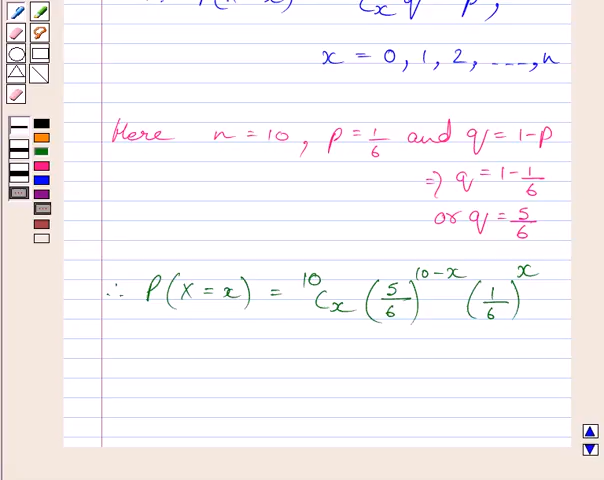 x = 0, 1, 2, ----, n
Here n = 10, p = 1/6 and q = 1-p
⇒ q = 1 - 1/6
or q = 5/6
∴ P(X = x) = ¹⁰Cₓ (5/6)^(10-x) (1/6)^x